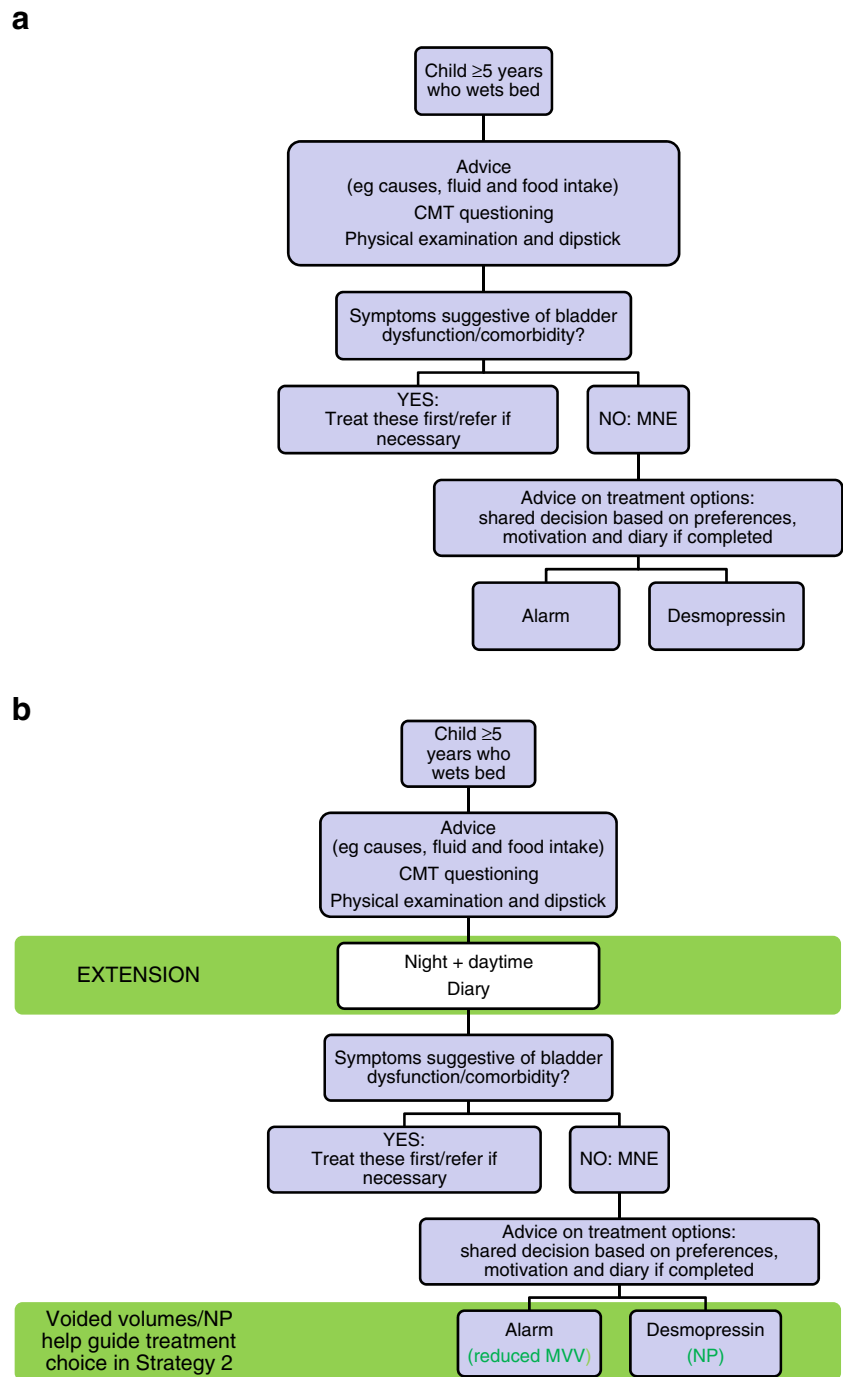 a
Child ≥5 years
who wets bed
Advice
(eg causes, fluid and food intake)
CMT questioning
Physical examination and dipstick
Symptoms suggestive of bladder
dysfunction/comorbidity?
YES:
Treat these first/refer if
necessary
NO: MNE
Advice on treatment options:
shared decision based on preferences,
motivation and diary if completed
Alarm
Desmopressin
b
Child ≥5
years who
wets bed
Advice
(eg causes, fluid and food intake)
CMT questioning
Physical examination and dipstick
EXTENSION
Night + daytime
Diary
Symptoms suggestive of bladder
dysfunction/comorbidity?
YES:
Treat these first/refer if
necessary
NO: MNE
Advice on treatment options:
shared decision based on preferences,
motivation and diary if completed
Voided volumes/NP
help guide treatment
choice in Strategy 2
Alarm
(reduced MVV)
Desmopressin
(NP)